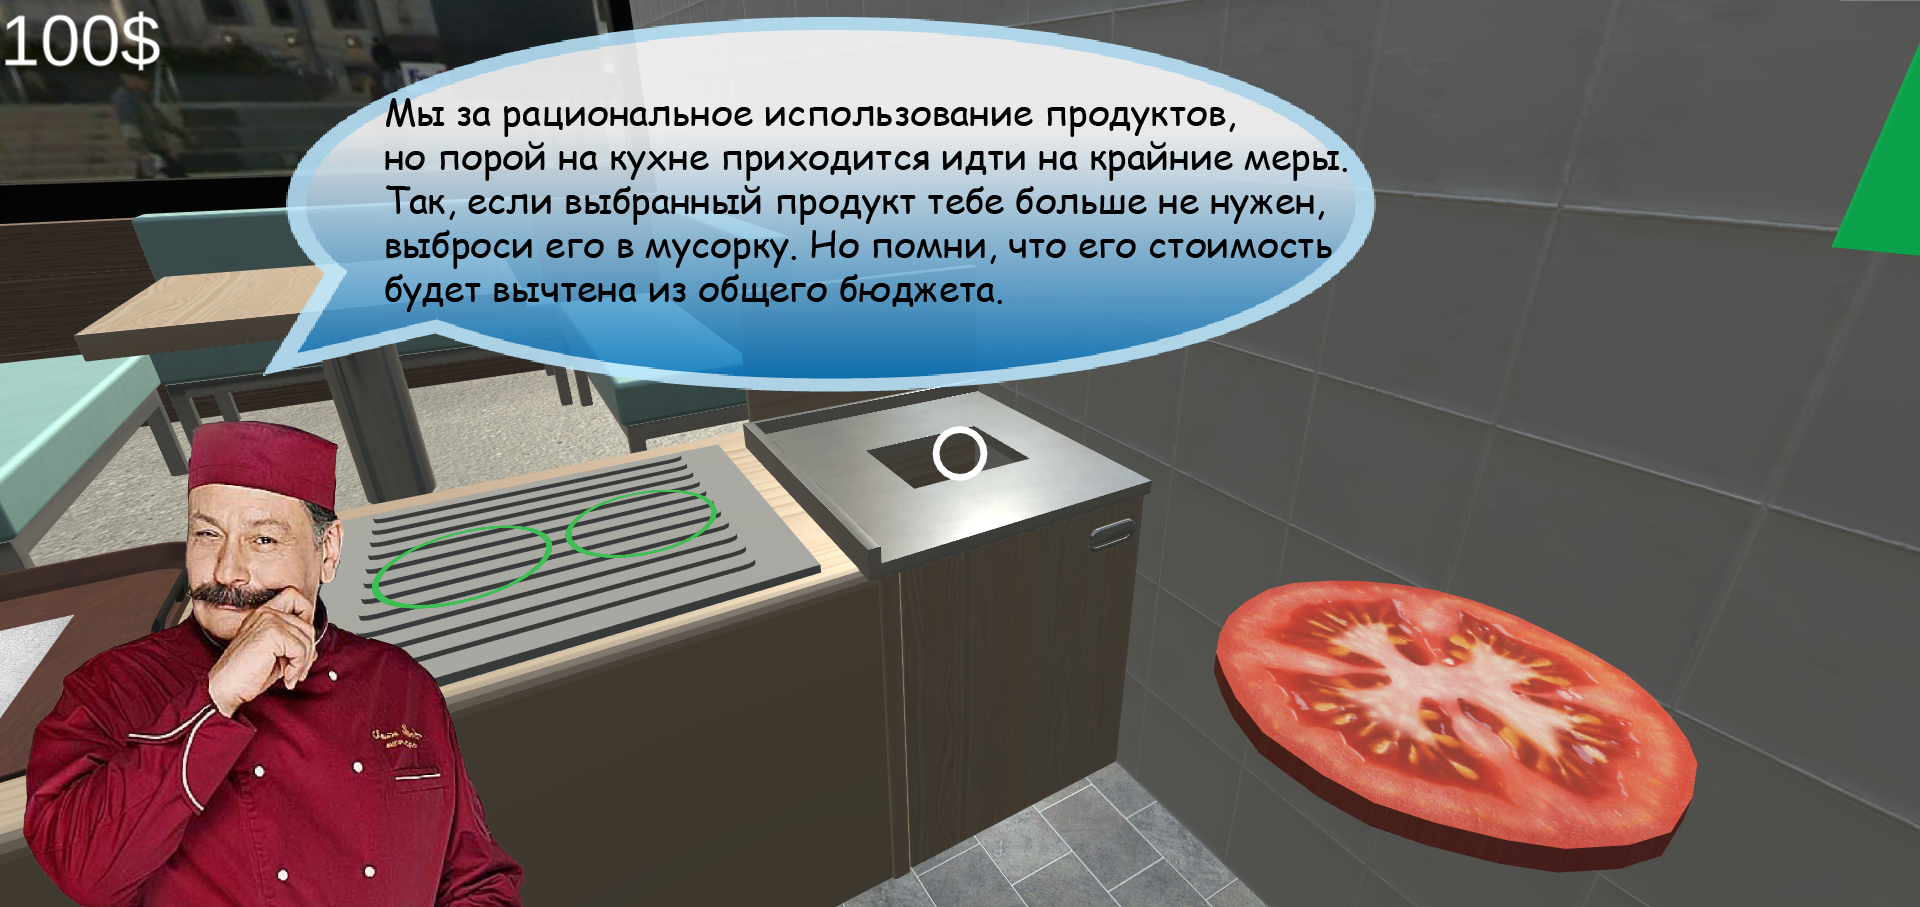 100$
Мы за рациональное использование продуктов,
но порой на кухне приходится идти на крайние меры.
Так, если выбранный продукт тебе больше не нужен,
выброси его в мусорку. Но помни, что его стоимость
будет вычтена из общего бюджета.